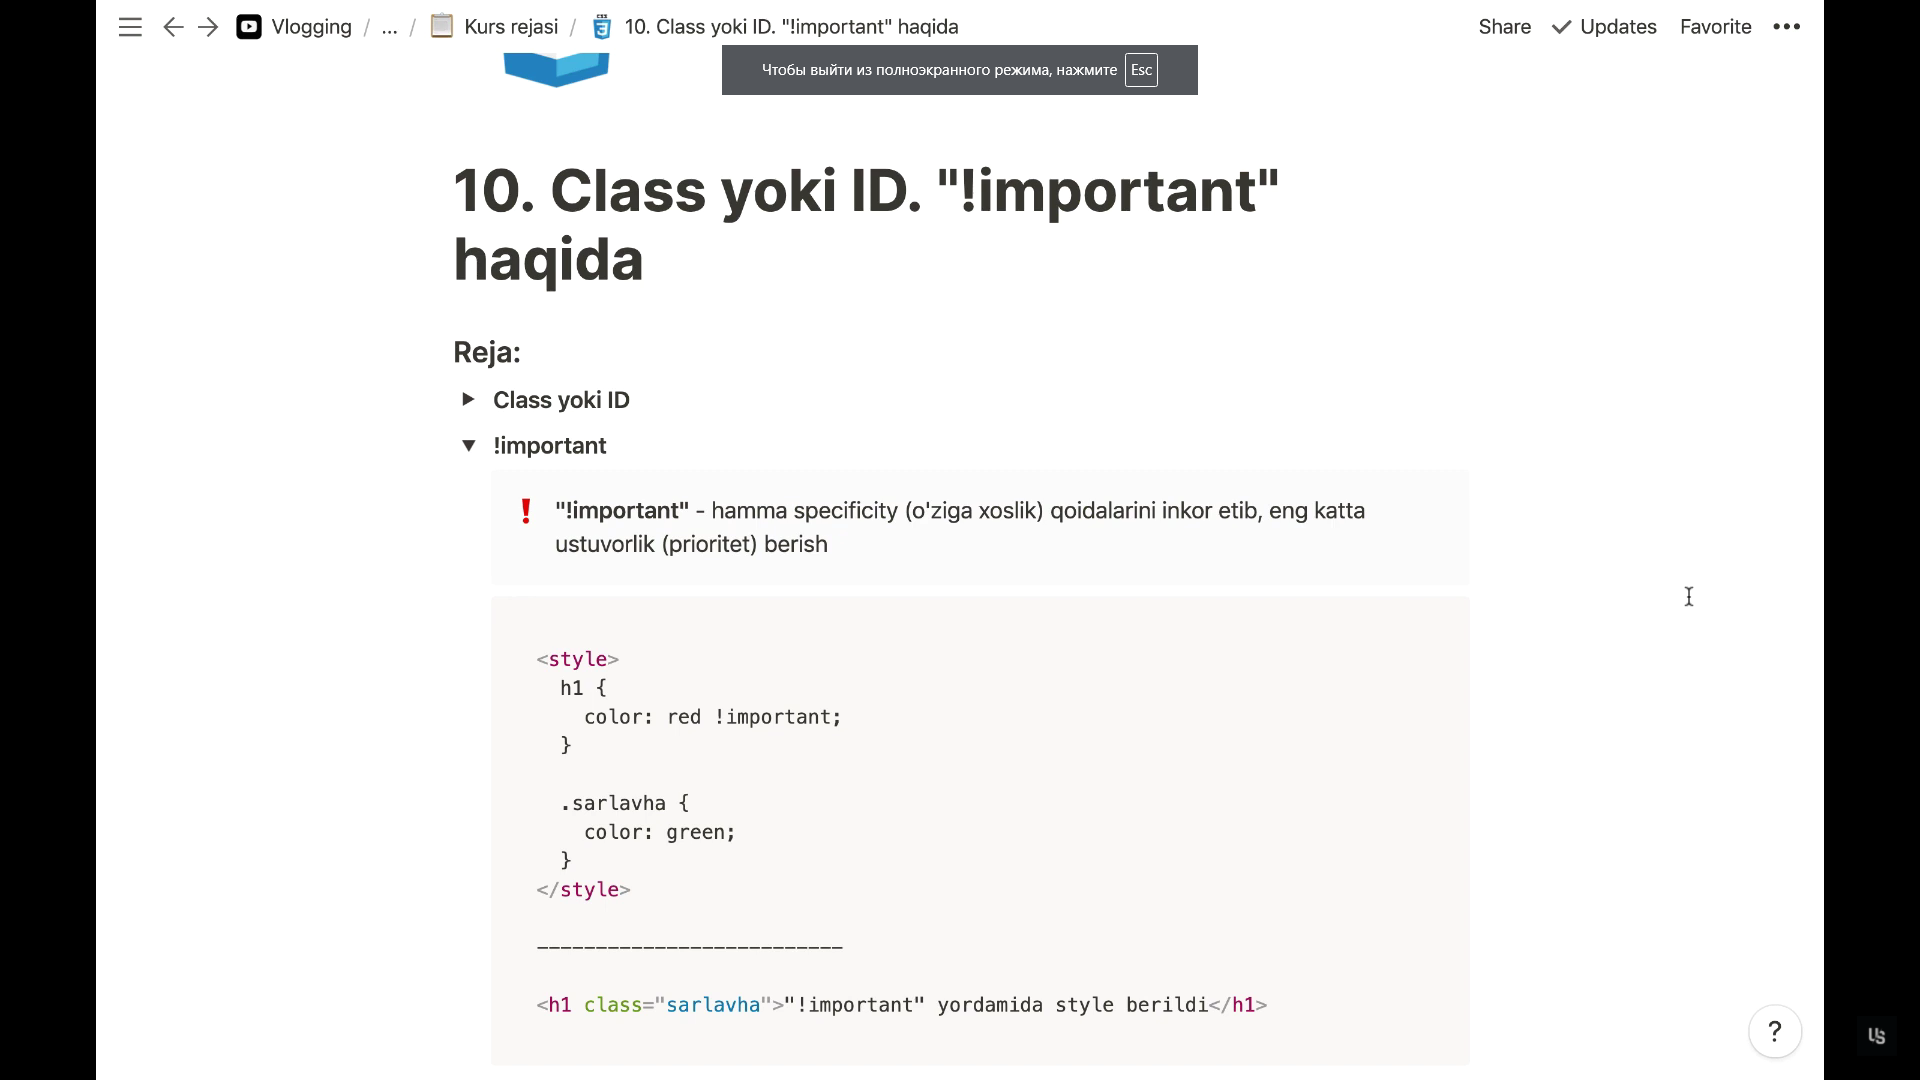 Vlogging / ... / Kurs rejasi / 10. Class yoki ID. "!important" haqida
Share Updates Favorite •••
Чтобы выйти из полноэкранного режима, нажмите Esc
10. Class yoki ID. "!important"
haqida
Reja:
Class yoki ID
!important
"!important" - hamma specificity (o'ziga xoslik) qoidalarini inkor etib, eng katta
ustuvorlik (prioritet) berish
<style>
  h1 {
    color: red !important;
  }
  .sarlavha {
    color: green;
  }
</style>
__________________________
<h1 class="sarlavha">"!important" yordamida style berildi</h1>
?
US